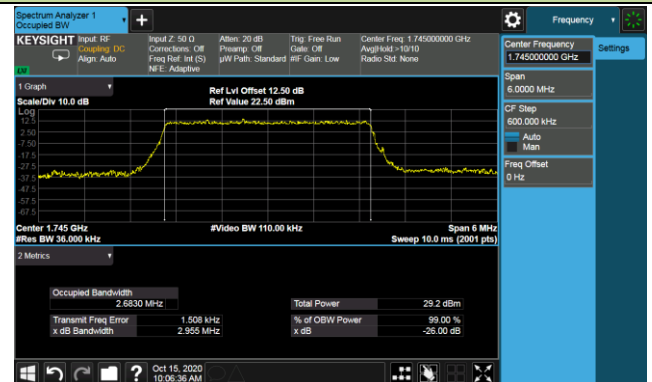 Spectrum Analyzer 1
Occupied BW
+
Frequency
KEYSIGHT Input: RF
Coupling: DC
Align: Auto
Input Z: 50 Ω
Corrections: Off
Freq Ref: Int (S)
NFE: Adaptive
Atten: 20 dB
Preamp: Off
µW Path: Standard
Trig: Free Run
Gate: Off
#IF Gain: Low
Center Freq: 1.745000000 GHz
Avg|Hold:>10/10
Radio Std: None
Center Frequency
1.745000000 GHz
Settings
Span
6.0000 MHz
CF Step
600.000 kHz
Auto
Man
Freq Offset
0 Hz
1 Graph
Scale/Div 10.0 dB
Ref Lvl Offset 12.50 dB
Ref Value 22.50 dBm
Log
12.5
2.50
-7.50
-17.5
-27.5
-37.5
-47.5
-57.5
-67.5
Center 1.745 GHz
#Res BW 36.000 kHz
#Video BW 110.00 kHz
Span 6 MHz
Sweep 10.0 ms (2001 pts)
2 Metrics
Occupied Bandwidth
2.6830 MHz
Total Power 29.2 dBm
Transmit Freq Error 1.508 kHz
% of OBW Power 99.00 %
x dB Bandwidth 2.955 MHz
x dB -26.00 dB
?
Oct 15, 2020
10:06:36 AM